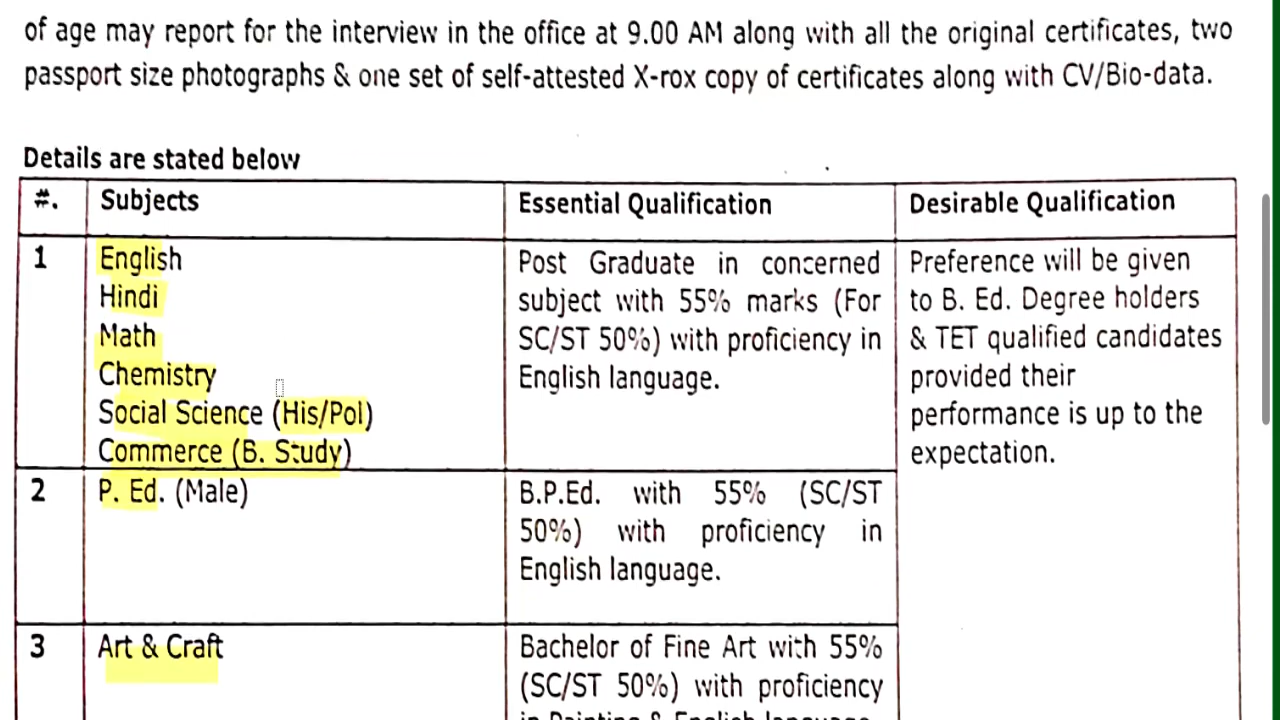 of age may report for the interview in the office at 9.00 AM along with all the original certificates, two
passport size photographs & one set of self-attested X-rox copy of certificates along with CV/Bio-data.
Details are stated below
#. Subjects Essential Qualification Desirable Qualification
1
English
Hindi
Math
Chemistry
Social Science (His/Pol)
Commerce (B. Study)
Post Graduate in concerned
subject with 55% marks (For
SC/ST 50%) with proficiency in
English language.
Preference will be given
to B. Ed. Degree holders
& TET qualified candidates
provided their
performance is up to the
expectation.
2
P. Ed. (Male)
B.P.Ed. with 55% (SC/ST
50%) with proficiency in
English language.
3
Art & Craft
Bachelor of Fine Art with 55%
(SC/ST 50%) with proficiency
in Painting & English language.